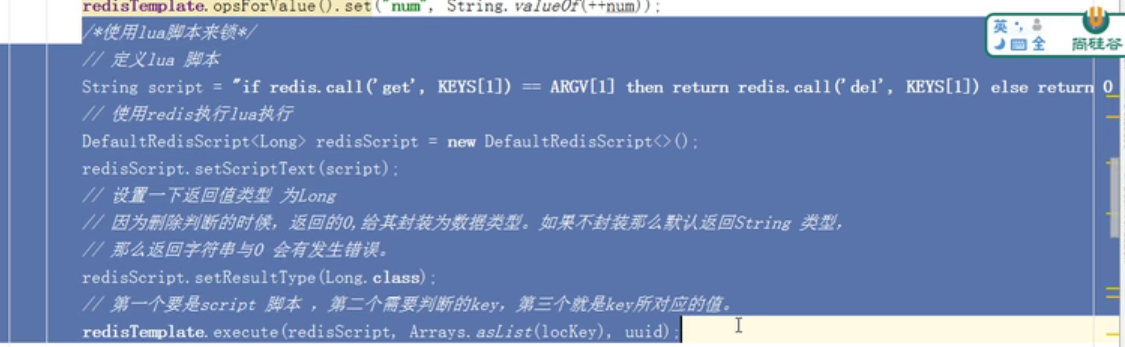 redisTemplate.opsForValue().set("num", String.valueOf(++num));
/*使用lua脚本来锁*/
// 定义lua 脚本
String script = "if redis.call('get', KEYS[1]) == ARGV[1] then return redis.call('del', KEYS[1]) else return 0
// 使用redis执行lua执行
DefaultRedisScript<Long> redisScript = new DefaultRedisScript<>();
redisScript.setScriptText(script);
// 设置一下返回值类型 为Long
// 因为删除判断的时候，返回的0,给其封装为数据类型。如果不封装那么默认返回String 类型，
// 那么返回字符串与0 会有发生错误。
redisScript.setResultType(Long.class);
// 第一个要是script 脚本 ，第二个需要判断的key，第三个就是key所对应的值。
redisTemplate.execute(redisScript, Arrays.asList(locKey), uuid);
英
全
尚硅谷